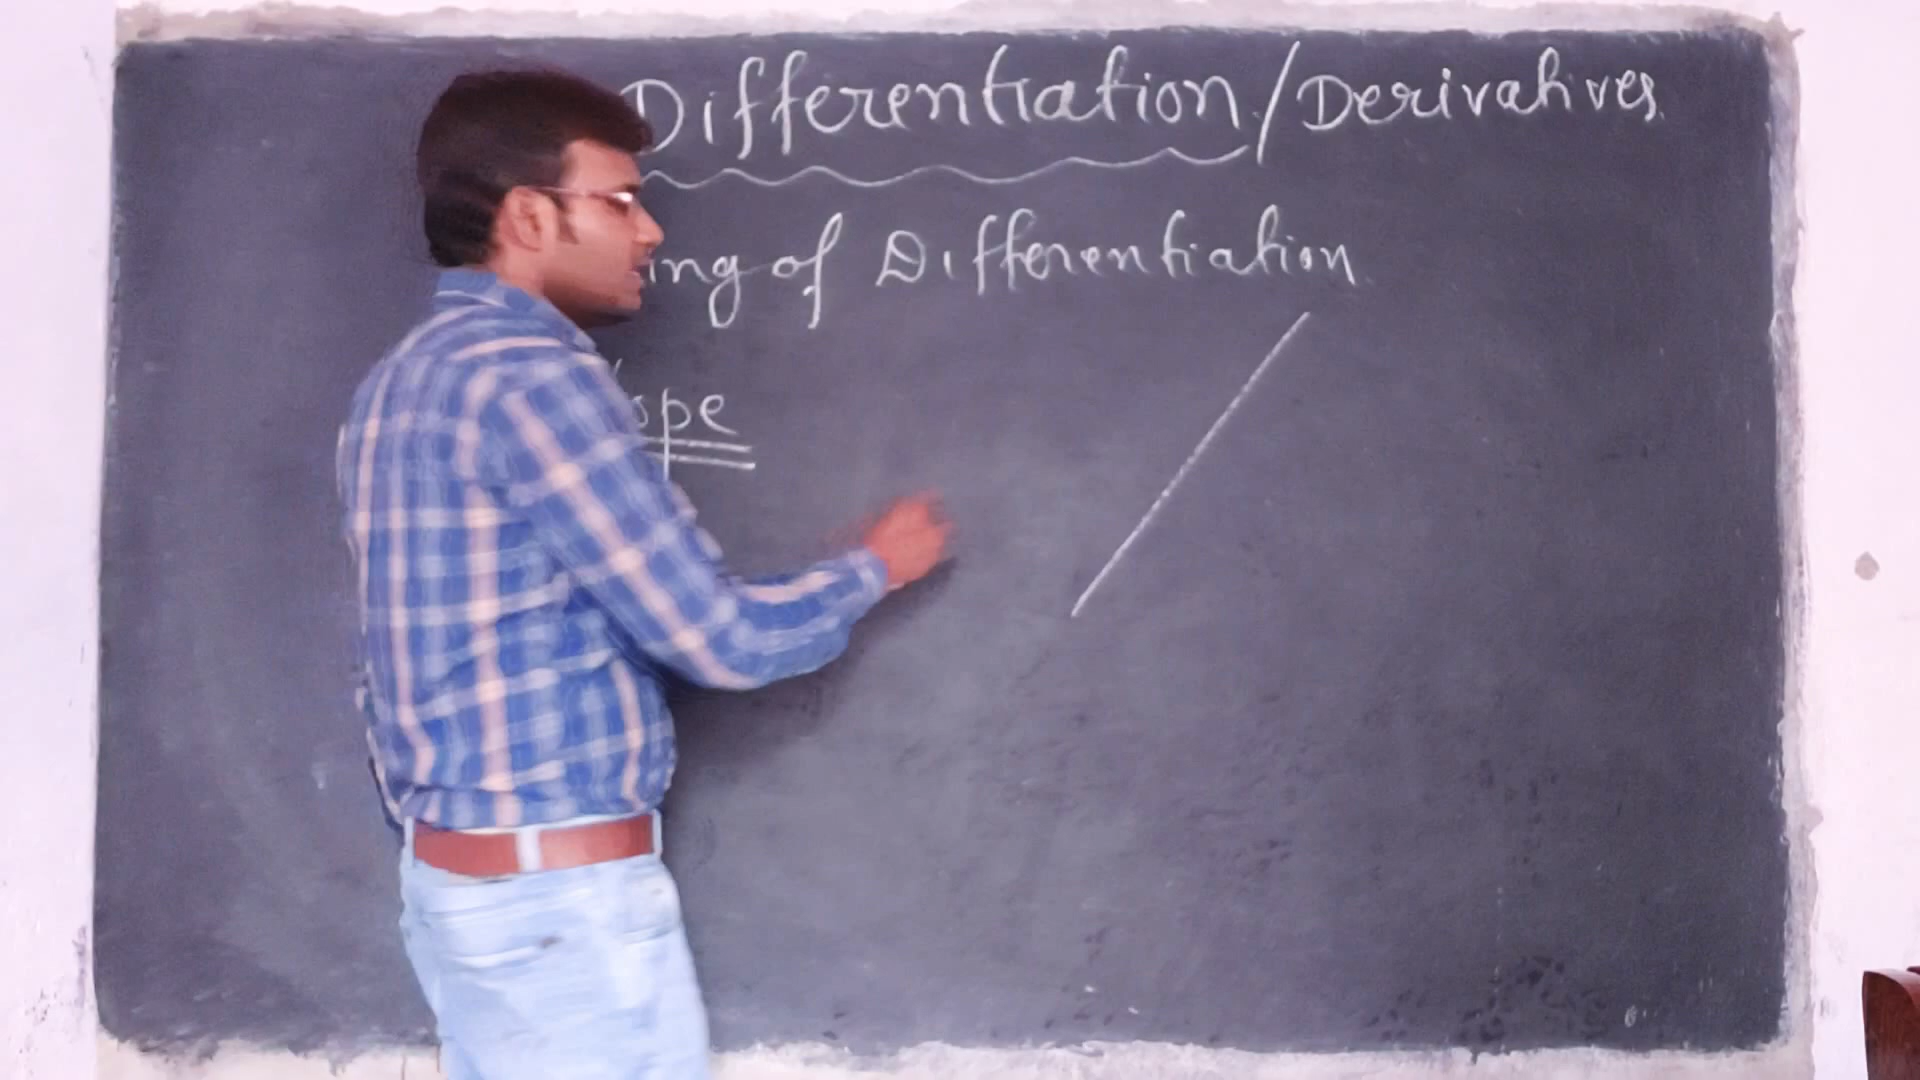 Differentiation/Derivatives
ing of Differentiation
ope